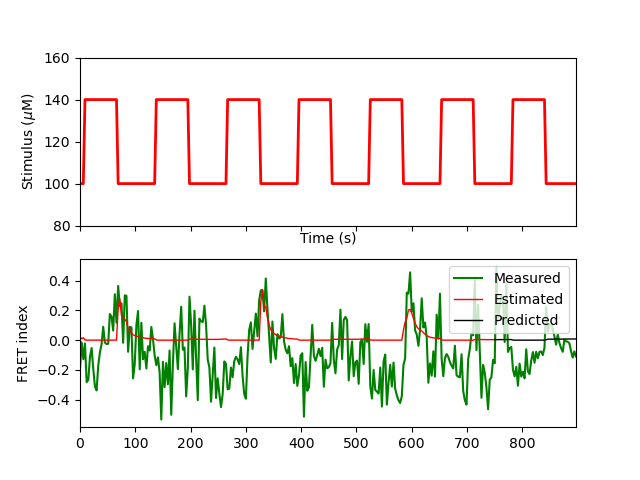 160
140
120
100
80
Stimulus (μM)
Time (s)
0.4
0.2
0.0
−0.2
−0.4
FRET index
Measured
Estimated
Predicted
0 100 200 300 400 500 600 700 800